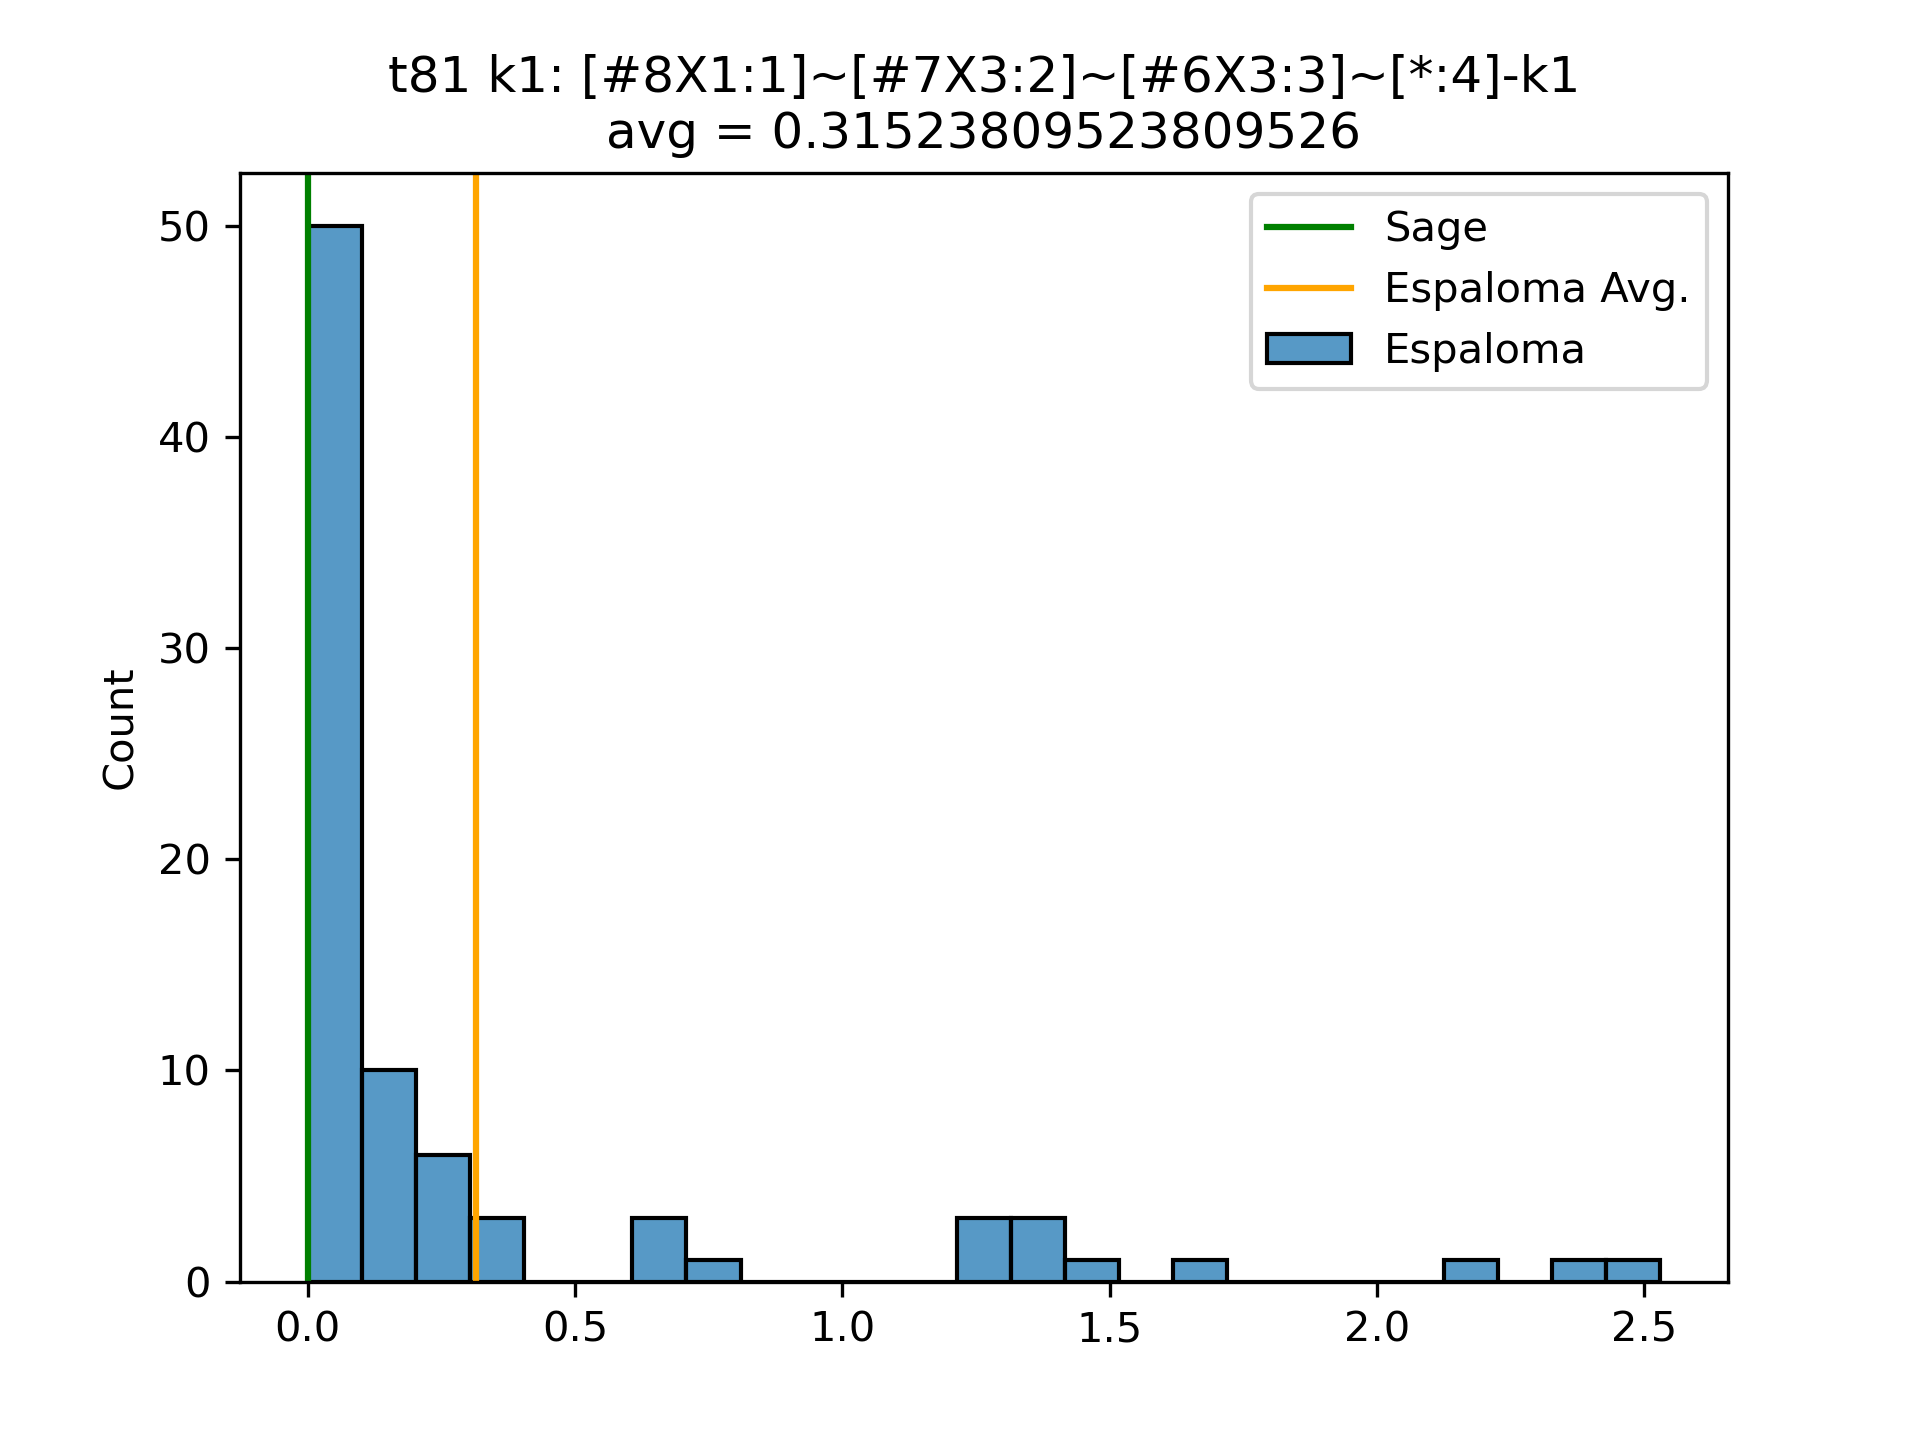 t81 k1: [#8X1:1]~[#7X3:2]~[#6X3:3]~[*:4]-k1
avg = 0.31523809523809526
Sage
Espaloma Avg.
Espaloma
Count
50
40
30
20
10
0
0.0 0.5 1.0 1.5 2.0 2.5